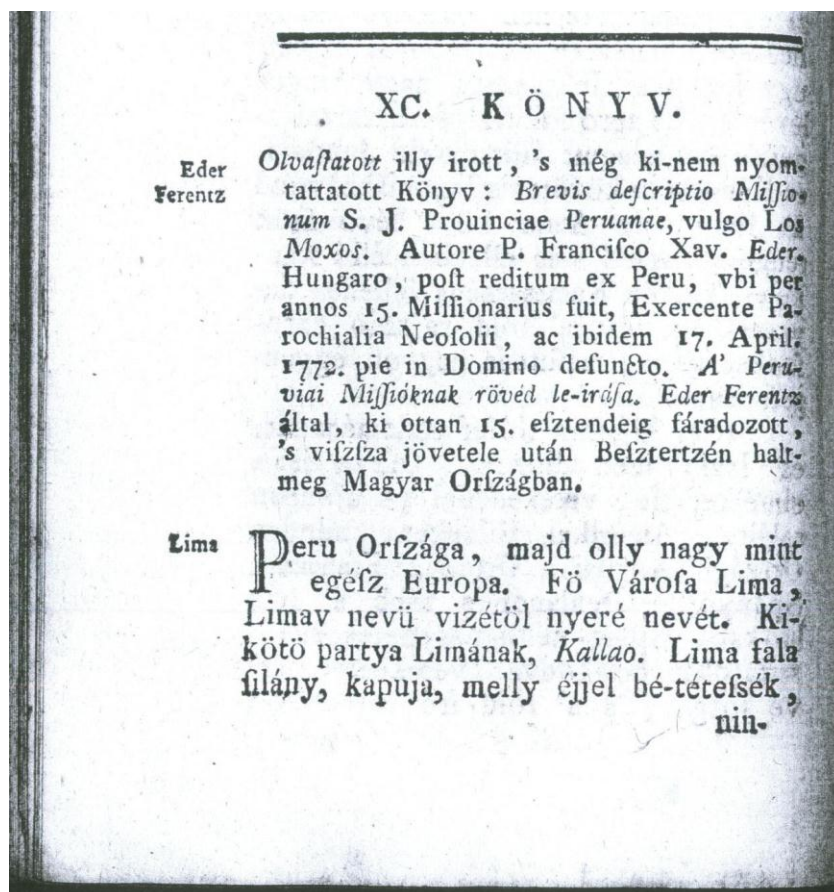 XC. KÖNYV.
Eder
Ferentz
Olvaſtatott illy irott, 's még ki-nem nyom-
tattatott Könyv: Brevis deſcriptio Miſſio-
num S. J. Prouinciae Peruanae, vulgo Los
Moxos. Autore P. Franciſco Xav. Eder.
Hungaro, poſt reditum ex Peru, vbi per
annos 15. Miſſionarius fuit, Exercente Pa-
rochialia Neoſolii, ac ibidem 17. April.
1772. pie in Domino defuncto. A' Peru-
viai Miſſióknak rövéd le-iráſa. Eder Ferentz
által, ki ottan 15. eſztendeig fáradozott,
's viſzſza jövetele után Beſztertzén halt-
meg Magyar Orſzágban.
Lima
Peru Orſzága, majd olly nagy mint
egéſz Europa. Fö Városa Lima,
Limav nevü vizétöl nyeré nevét. Ki-
kötö partya Limának, Kallao. Lima fala
ſilány, kapuja, melly éjjel bé-téteſsék,
nin-